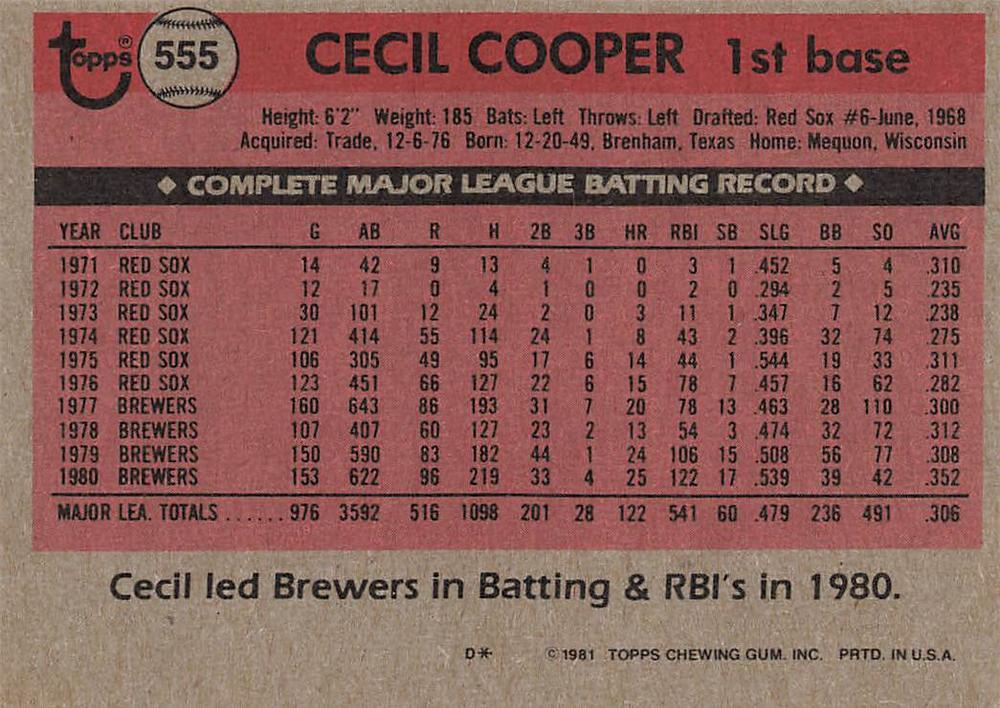 topps® 555 CECIL COOPER 1st base
Height: 6'2" Weight: 185 Bats: Left Throws: Left Drafted: Red Sox #6-June, 1968
Acquired: Trade, 12-6-76 Born: 12-20-49, Brenham, Texas Home: Mequon, Wisconsin
◆ COMPLETE MAJOR LEAGUE BATTING RECORD ◆
YEAR CLUB G AB R H 2B 3B HR RBI SB SLG BB SO AVG
1971 RED SOX 14 42 9 13 4 1 0 3 1 .452 5 4 .310
1972 RED SOX 12 17 0 4 1 0 0 2 0 .294 2 5 .235
1973 RED SOX 30 101 12 24 2 0 3 11 1 .347 7 12 .238
1974 RED SOX 121 414 55 114 24 1 8 43 2 .396 32 74 .275
1975 RED SOX 106 305 49 95 17 6 14 44 1 .544 19 33 .311
1976 RED SOX 123 451 66 127 22 6 15 78 7 .457 16 62 .282
1977 BREWERS 160 643 86 193 31 7 20 78 13 .463 28 110 .300
1978 BREWERS 107 407 60 127 23 2 13 54 3 .474 32 72 .312
1979 BREWERS 150 590 83 182 44 1 24 106 15 .508 56 77 .308
1980 BREWERS 153 622 96 219 33 4 25 122 17 .539 39 42 .352
MAJOR LEA. TOTALS ...... 976 3592 516 1098 201 28 122 541 60 .479 236 491 .306
Cecil led Brewers in Batting & RBI's in 1980.
D* © 1981 TOPPS CHEWING GUM. INC. PRTD. IN U.S.A.